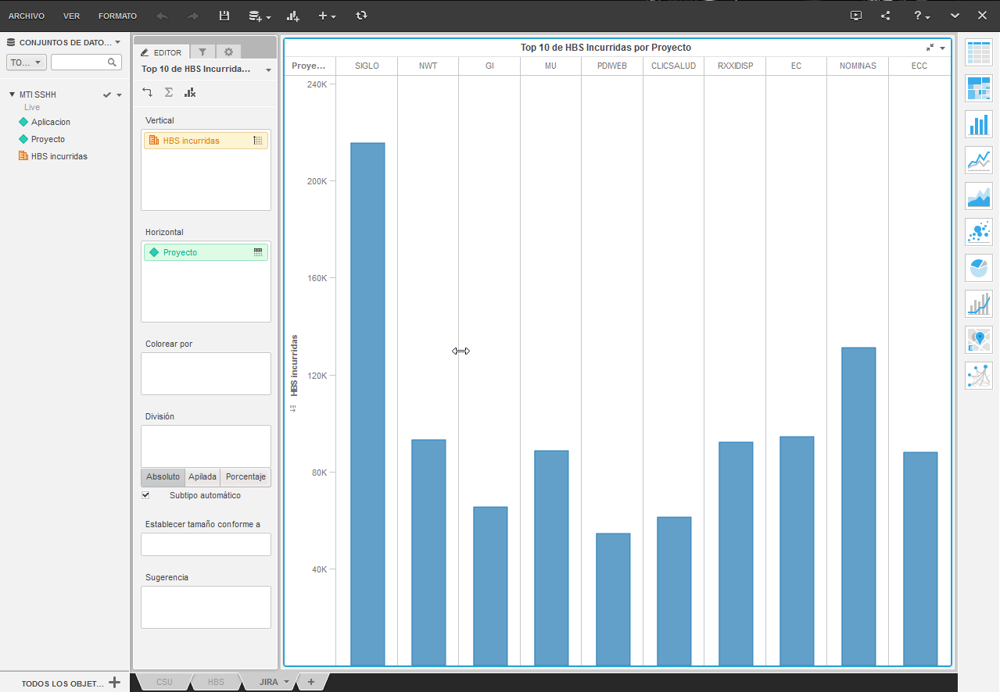 ARCHIVO VER FORMATO ?
CONJUNTOS DE DATO...
TO...
MTI SSHH
Live
Aplicacion
Proyecto
HBS incurridas
TODOS LOS OBJET... +
EDITOR
Top 10 de HBS Incurrida...
Vertical
HBS incurridas
Horizontal
Proyecto
Colorear por
División
Absoluto Apilada Porcentaje
Subtipo automático
Establecer tamaño conforme a
Sugerencia
Top 10 de HBS Incurridas por Proyecto
Proye... SIGLO NWT GI MU PDIWEB CLICSALUD RXXIDISP EC NOMINAS ECC
240K
200K
160K
120K
80K
40K
HBS incurridas
E
CSU HBS JIRA +